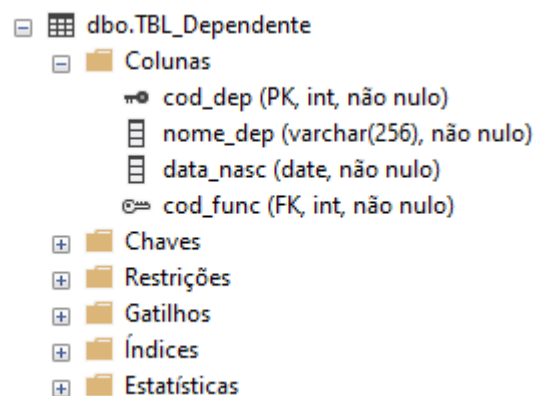 dbo.TBL_Dependente
Colunas
cod_dep (PK, int, não nulo)
nome_dep (varchar(256), não nulo)
data_nasc (date, não nulo)
cod_func (FK, int, não nulo)
Chaves
Restrições
Gatilhos
Índices
Estatísticas